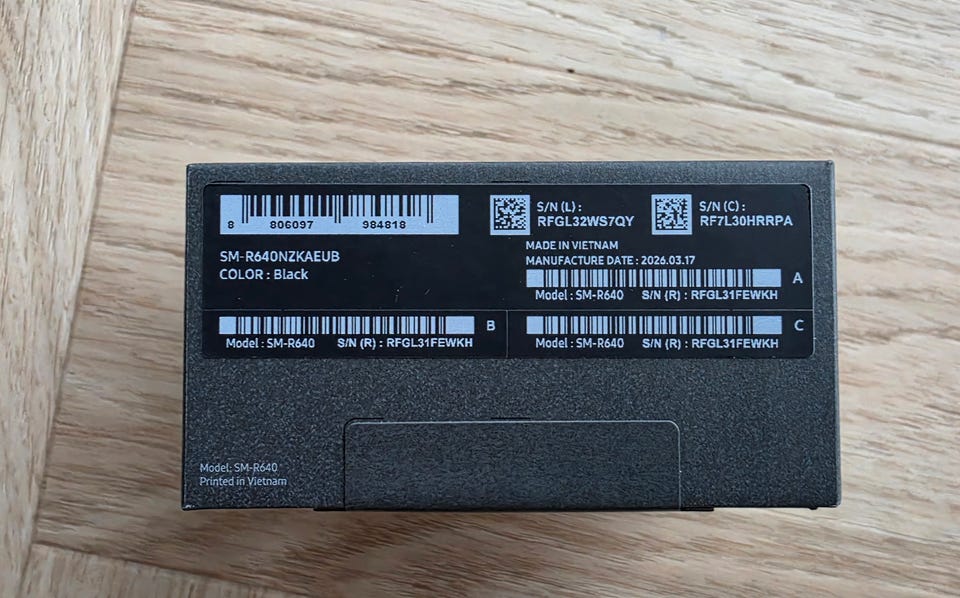 8 806097 984818
S/N (L) :
RFGL32WS7QY
S/N (C) :
RF7L30HRRPA
SM-R640NZKAEUB
COLOR : Black
MADE IN VIETNAM
MANUFACTURE DATE : 2026.03.17
A
Model : SM-R640 S/N (R) : RFGL31FEWKH
B
Model : SM-R640 S/N (R) : RFGL31FEWKH
C
Model : SM-R640 S/N (R) : RFGL31FEWKH
Model: SM-R640
Printed in Vietnam